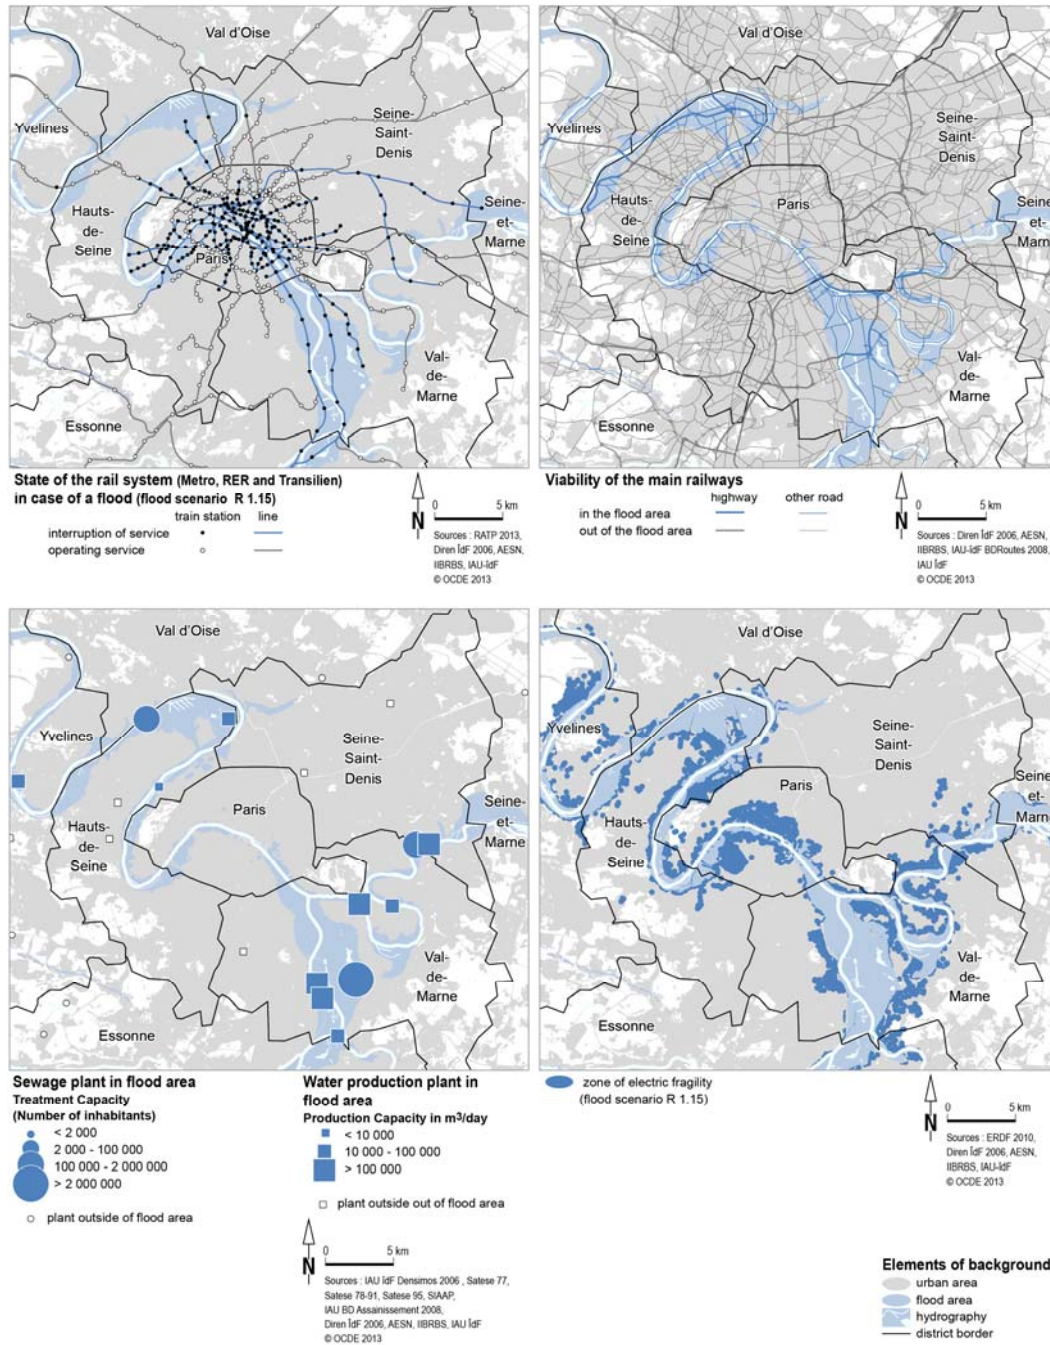 Val d'Oise
Yvelines
Seine-
Saint-
Denis
Hauts-
de-
Seine
Paris
Seine-
et-
Marne
Val-
de-
Marne
Essonne
State of the rail system (Metro, RER and Transilien)
in case of a flood (flood scenario R 1.15)
train station line
interruption of service
operating service
N
0 5 km
Sources : RATP 2013,
Diren ÎdF 2006, AESN,
IIBRBS, IAU-îdF
© OCDE 2013
Val d'Oise
Yvelines
Seine-
Saint-
Denis
Paris
Hauts-
de-
Seine
Seine
et-
Marn
Val-
de-
Marne
Essonne
Viability of the main railways
highway other road
in the flood area
out of the flood area
N
0 5 km
Sources : Diren ÎdF 2006, AESN,
IIBRBS, IAU-îdF BDRoutes 2008,
IAU ÎdF
© OCDE 2013
Val d'Oise
Yvelines
Seine-
Saint-
Denis
Paris
Hauts-
de-
Seine
Seine-
et-
Marne
Val-
de-
Marne
Essonne
Sewage plant in flood area
Treatment Capacity
(Number of inhabitants)
< 2 000
2 000 - 100 000
100 000 - 2 000 000
> 2 000 000
plant outside of flood area
Water production plant in
flood area
Production Capacity in m³/day
< 10 000
10 000 - 100 000
> 100 000
plant outside out of flood area
N
0 5 km
Sources : IAU îdF Densimos 2006 , Satese 77,
Satese 78-91, Satese 95, SIAAP,
IAU BD Assainissement 2008,
Diren ÎdF 2006, AESN, IIBRBS, IAU ÎdF
© OCDE 2013
Val d'Oise
Yvelines
Seine-
Saint-
Denis
Paris
Hauts-
de-
Seine
Seine
et-
Marn
Val-
de-
Marne
Essonne
zone of electric fragility
(flood scenario R 1.15)
N
0 5 km
Sources : ERDF 2010,
Diren ÎdF 2006, AESN,
IIBRBS, IAU-îdF
© OCDE 2013
Elements of background
urban area
flood area
hydrography
district border